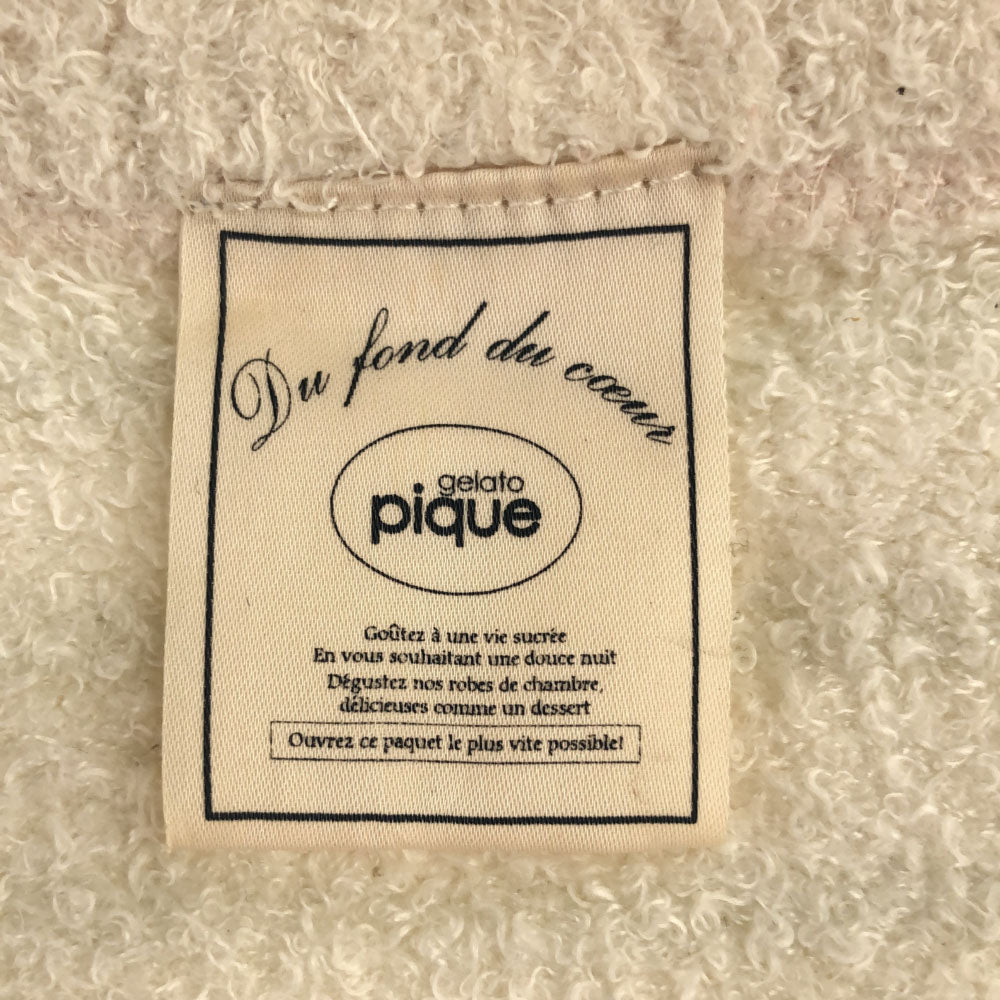 Du fond du cœur
gelato
pique
Goûtez à une vie sucrée
En vous souhaitant une douce nuit
Dégustez nos robes de chambre,
délicieuses comme un dessert
Ouvrez ce paquet le plus vite possible!